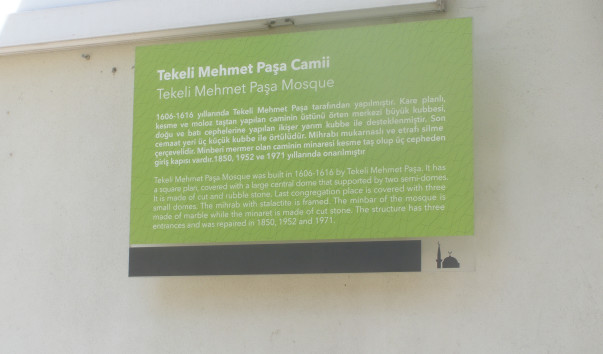 Tekeli Mehmet Paşa Camii
Tekeli Mehmet Paşa Mosque
1606-1616 yıllarında Tekeli Mehmet Paşa tarafından yapılmıştır. Kare planlı,
kesme ve moloz taştan yapılan caminin üstünü örten merkezi büyük kubbesi,
doğu ve batı cephelerine yapılan ikişer yarım kubbe ile desteklenmiştir. Son
cemaat yeri üç küçük kubbe ile örtülüdür. Mihrabı mukarnaslı ve etrafı silme
çerçevelidir. Minberi mermer olan caminin minaresi kesme taş olup üç cepheden
giriş kapısı vardır.1850, 1952 ve 1971 yıllarında onarılmıştır
Tekeli Mehmet Paşa Mosque was built in 1606-1616 by Tekeli Mehmet Paşa. It has
a square plan, covered with a large central dome that supported by two semi-domes.
It is made of cut and rubble stone. Last congregation place is covered with three
small domes. The mihrab with stalactite is framed. The minbar of the mosque is
made of marble while the minaret is made of cut stone. The structure has three
entrances and was repaired in 1850, 1952 and 1971.